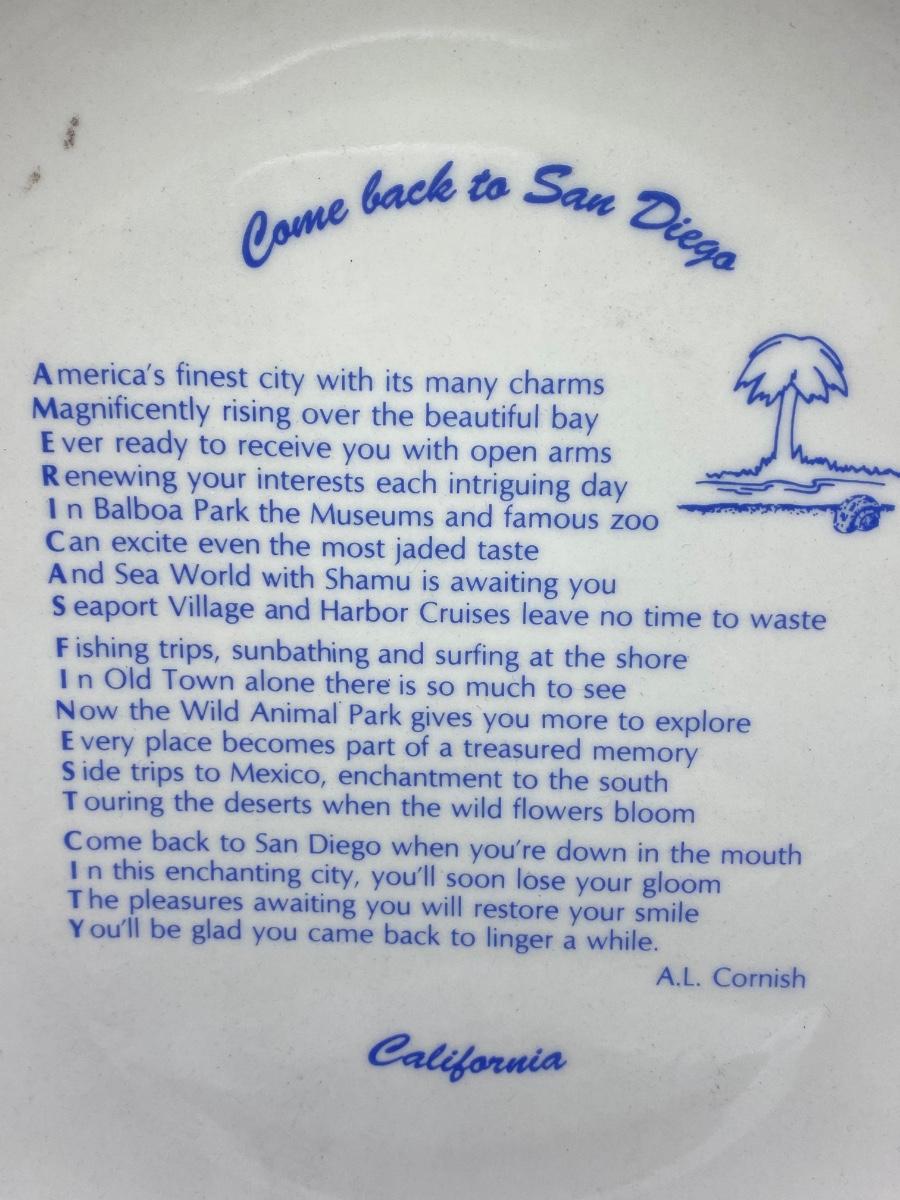 Come back to San Diego
America's finest city with its many charms
Magnificently rising over the beautiful bay
Ever ready to receive you with open arms
Renewing your interests each intriguing day
In Balboa Park the Museums and famous zoo
Can excite even the most jaded taste
And Sea World with Shamu is awaiting you
Seaport Village and Harbor Cruises leave no time to waste
Fishing trips, sunbathing and surfing at the shore
In Old Town alone there is so much to see
Now the Wild Animal Park gives you more to explore
Every place becomes part of a treasured memory
Side trips to Mexico, enchantment to the south
Touring the deserts when the wild flowers bloom
Come back to San Diego when you're down in the mouth
In this enchanting city, you'll soon lose your gloom
The pleasures awaiting you will restore your smile
You'll be glad you came back to linger a while.
A.L. Cornish
California